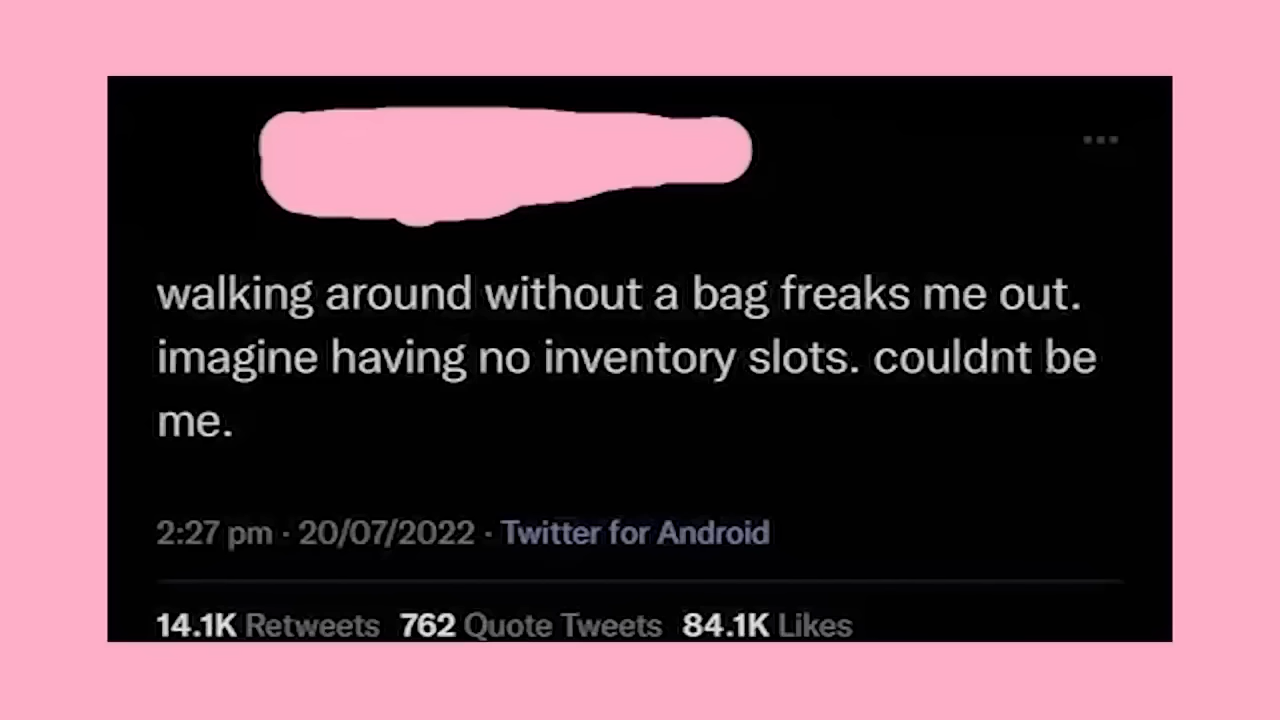 walking around without a bag freaks me out.
imagine having no inventory slots. couldnt be
me.
2:27 pm · 20/07/2022 · Twitter for Android
14.1K Retweets 762 Quote Tweets 84.1K Likes